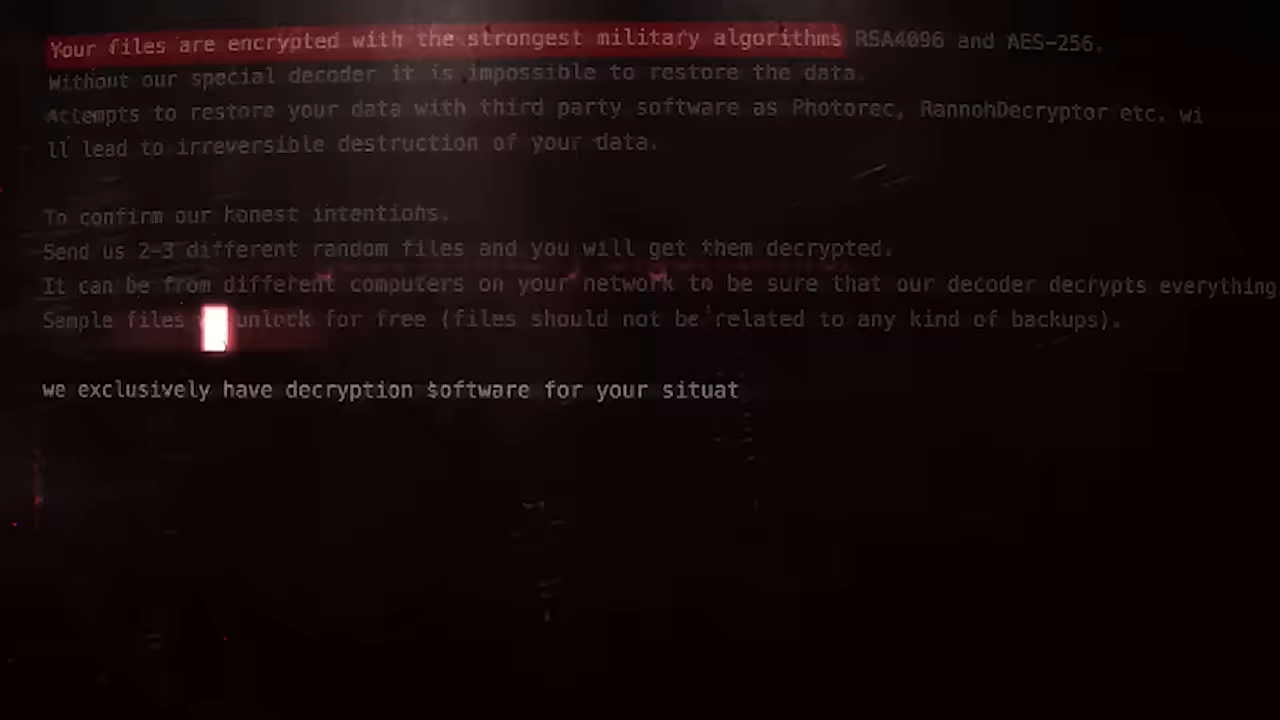 Your files are encrypted with the strongest military algorithms RSA4096 and AES-256.
Without our special decoder it is impossible to restore the data.
Attempts to restore your data with third party software as Photorec, RannohDecryptor etc. wi
ll lead to irreversible destruction of your data.
To confirm our honest intentions.
Send us 2-3 different random files and you will get them decrypted.
It can be from different computers on your network to be sure that our decoder decrypts everything
Sample files unlock for free (files should not be related to any kind of backups).
we exclusively have decryption software for your situat